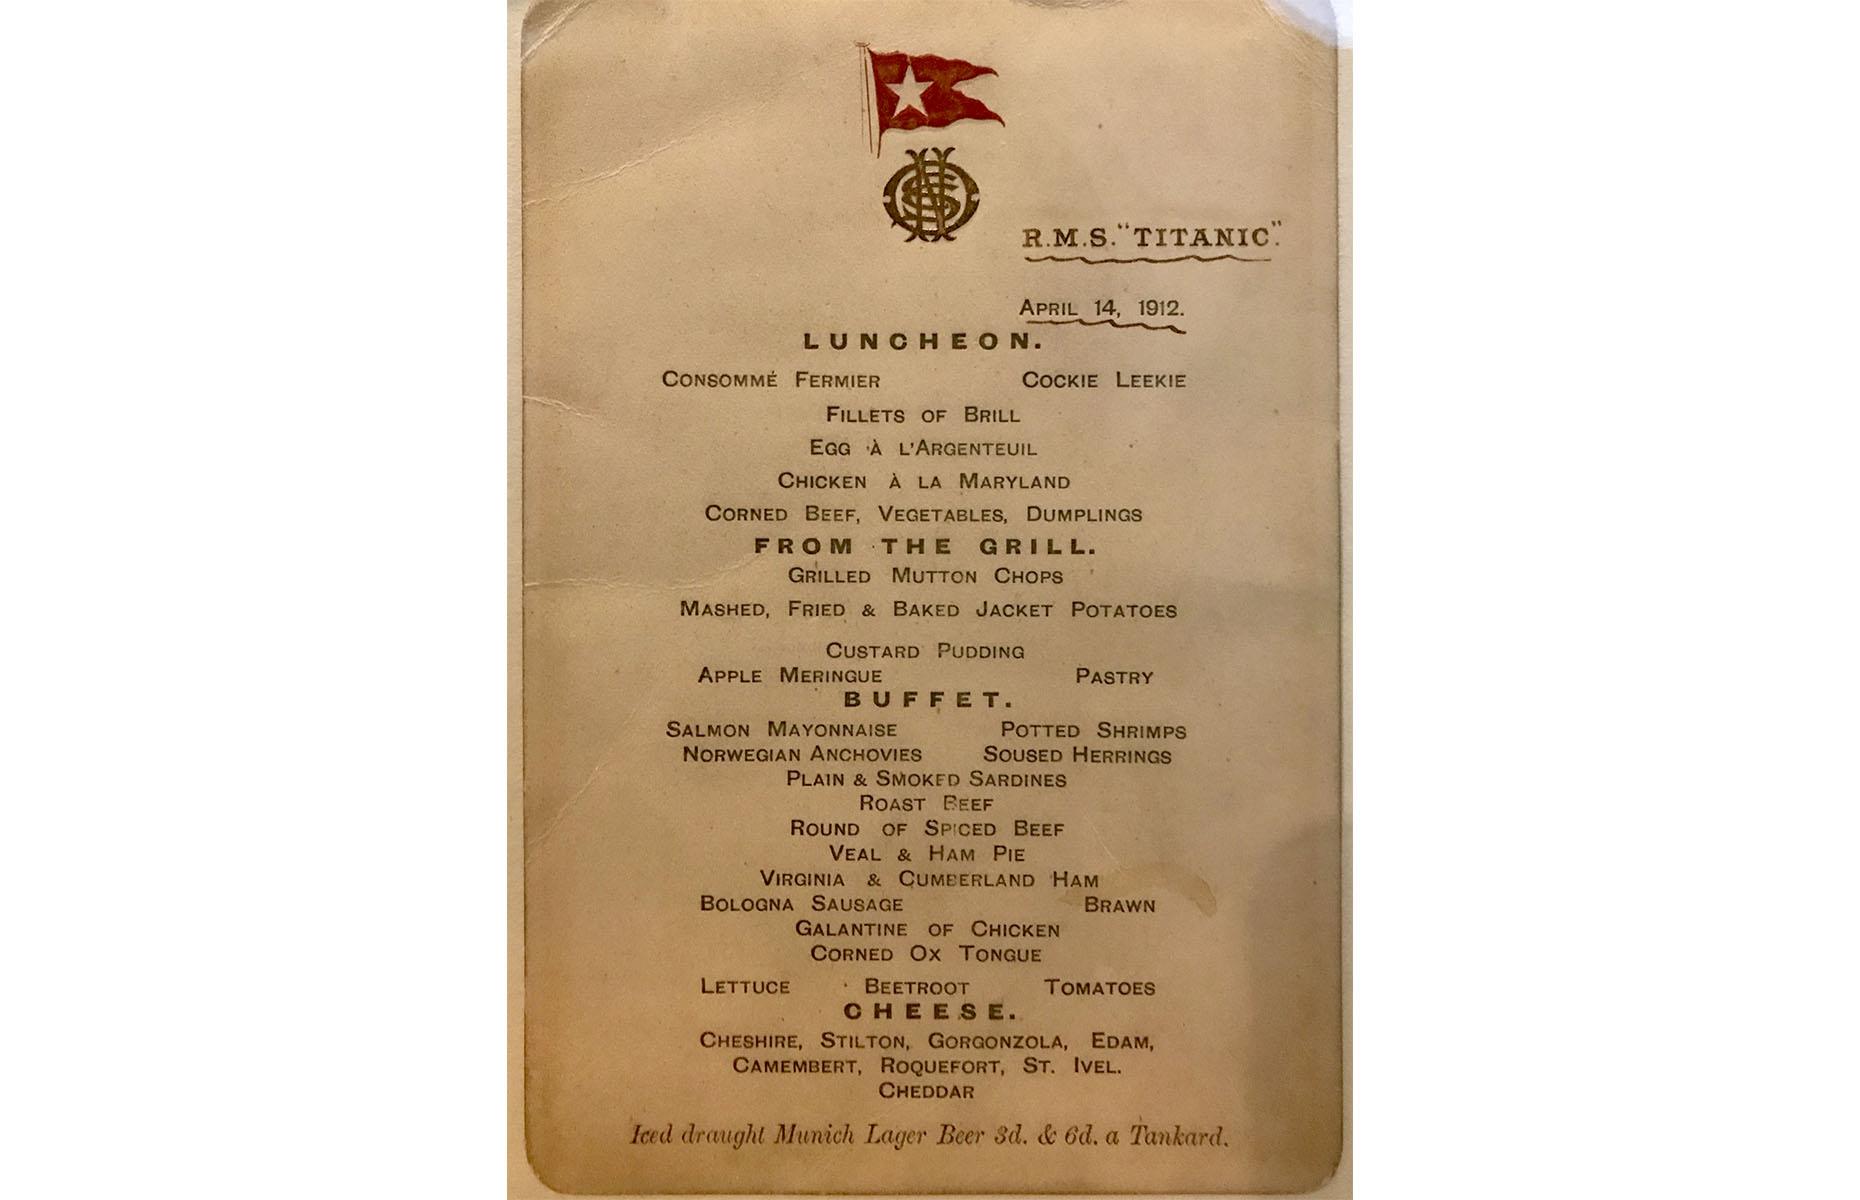 R.M.S. "TITANIC."
APRIL 14, 1912.
LUNCHEON.
CONSOMMÉ FERMIER COCKIE LEEKIE
FILLETS OF BRILL
EGG À L'ARGENTEUIL
CHICKEN À LA MARYLAND
CORNED BEEF, VEGETABLES, DUMPLINGS
FROM THE GRILL.
GRILLED MUTTON CHOPS
MASHED, FRIED & BAKED JACKET POTATOES
CUSTARD PUDDING
APPLE MERINGUE PASTRY
BUFFET.
SALMON MAYONNAISE POTTED SHRIMPS
NORWEGIAN ANCHOVIES SOUSED HERRINGS
PLAIN & SMOKED SARDINES
ROAST BEEF
ROUND OF SPICED BEEF
VEAL & HAM PIE
VIRGINIA & CUMBERLAND HAM
BOLOGNA SAUSAGE BRAWN
GALANTINE OF CHICKEN
CORNED OX TONGUE
LETTUCE BEETROOT TOMATOES
CHEESE.
CHESHIRE, STILTON, GORGONZOLA, EDAM,
CAMEMBERT, ROQUEFORT, ST. IVEL.
CHEDDAR
Iced draught Munich Lager Beer 3d. & 6d. a Tankard.